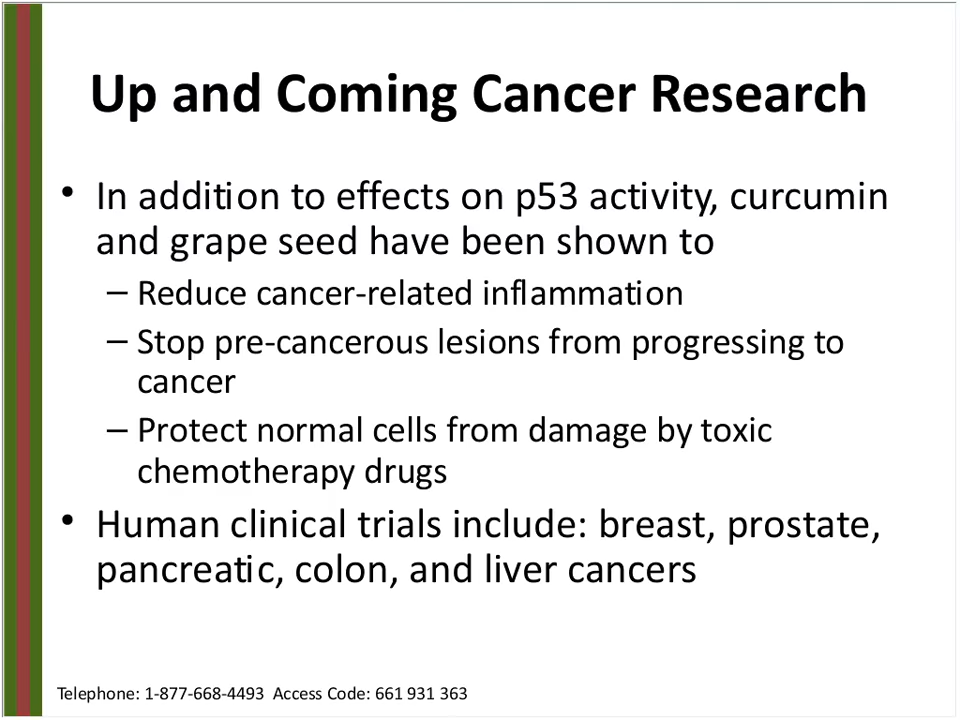 Up and Coming Cancer Research
• In addition to effects on p53 activity, curcumin
and grape seed have been shown to
– Reduce cancer-related inflammation
– Stop pre-cancerous lesions from progressing to
cancer
– Protect normal cells from damage by toxic
chemotherapy drugs
• Human clinical trials include: breast, prostate,
pancreatic, colon, and liver cancers
Telephone: 1-877-668-4493 Access Code: 661 931 363